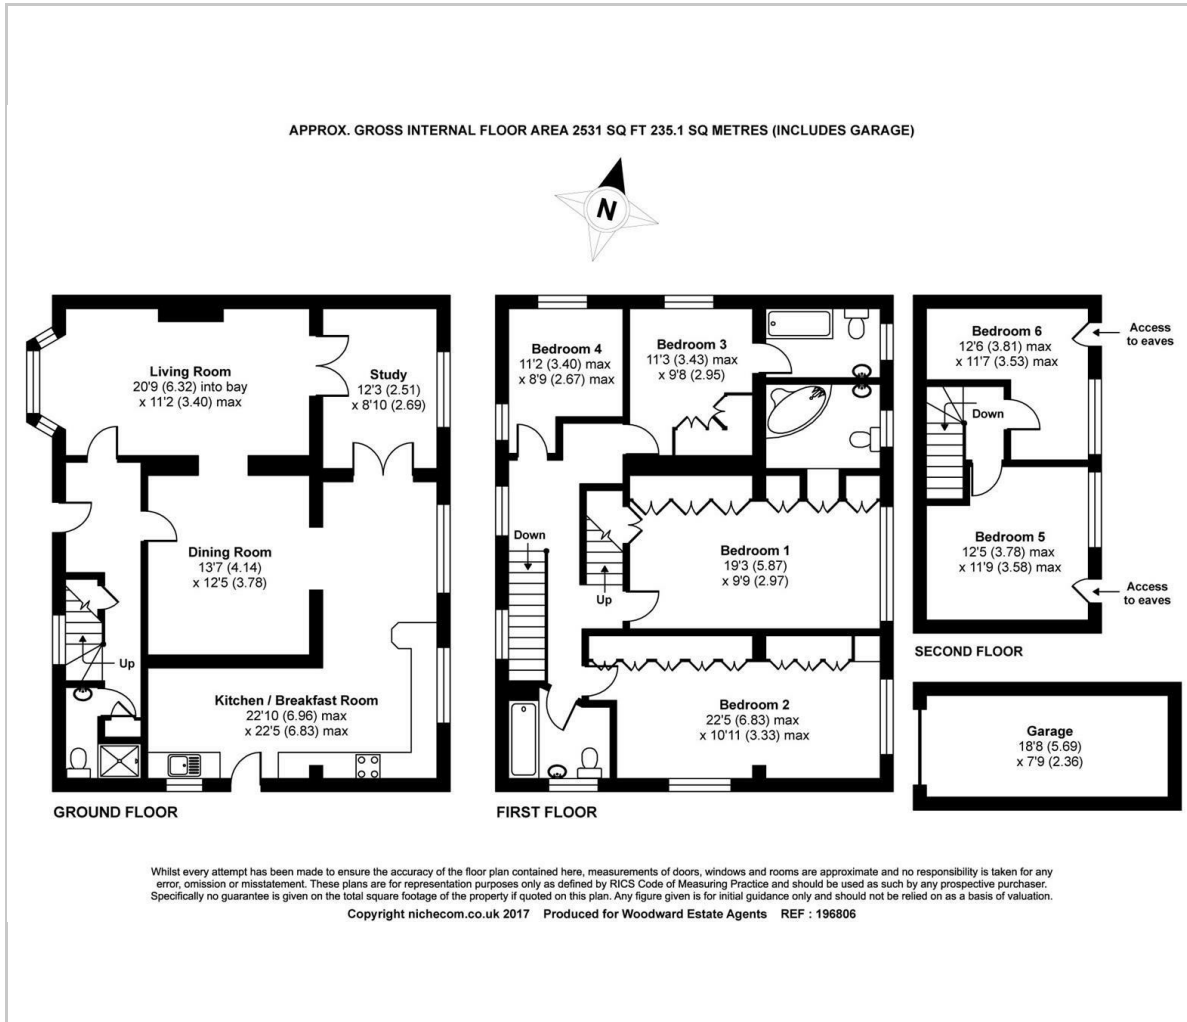 APPROX. GROSS INTERNAL FLOOR AREA 2531 SQ FT 235.1 SQ METRES (INCLUDES GARAGE)
N
Living Room
20'9 (6.32) into bay
x 11'2 (3.40) max
Study
12'3 (2.51)
x 8'10 (2.69)
Dining Room
13'7 (4.14)
x 12'5 (3.78)
Up
Kitchen / Breakfast Room
22'10 (6.96) max
x 22'5 (6.83) max
GROUND FLOOR
Bedroom 4
11'2 (3.40) max
x 8'9 (2.67) max
Bedroom 3
11'3 (3.43) max
x 9'8 (2.95)
Down
Up
Bedroom 1
19'3 (5.87)
x 9'9 (2.97)
Bedroom 2
22'5 (6.83) max
x 10'11 (3.33) max
FIRST FLOOR
Bedroom 6
12'6 (3.81) max
x 11'7 (3.53) max
Access
to eaves
Down
Bedroom 5
12'5 (3.78) max
x 11'9 (3.58) max
Access
to eaves
SECOND FLOOR
Garage
18'8 (5.69)
x 7'9 (2.36)
Whilst every attempt has been made to ensure the accuracy of the floor plan contained here, measurements of doors, windows and rooms are approximate and no responsibility is taken for any
error, omission or misstatement. These plans are for representation purposes only as defined by RICS Code of Measuring Practice and should be used as such by any prospective purchaser.
Specifically no guarantee is given on the total square footage of the property if quoted on this plan. Any figure given is for initial guidance only and should not be relied on as a basis of valuation.
Copyright nichecom.co.uk 2017 Produced for Woodward Estate Agents REF : 196806